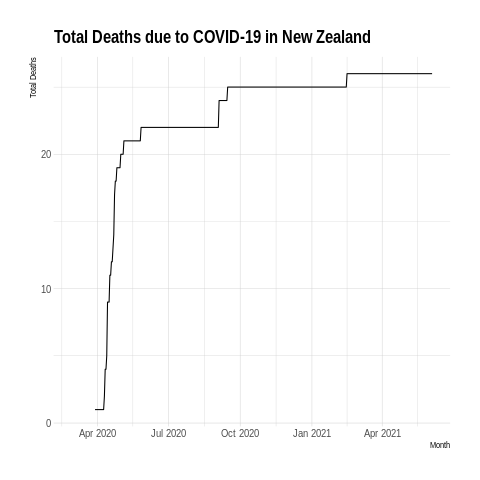 Total Deaths due to COVID-19 in New Zealand
Total Deaths
20
10
0
Apr 2020 Jul 2020 Oct 2020 Jan 2021 Apr 2021
Month